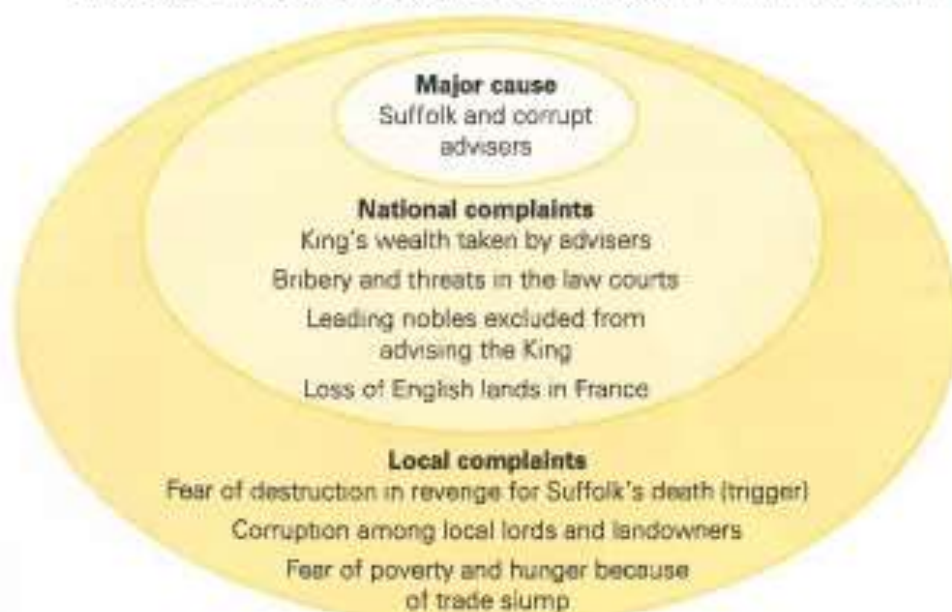 Major cause
Suffolk and corrupt
advisers
National complaints
King's wealth taken by advisers
Bribery and threats in the law courts
Leading nobles excluded from
advising the King
Loss of English lands in France
Local complaints
Fear of destruction in revenge for Suffolk's death (trigger)
Corruption among local lords and landowners
Fear of poverty and hunger because
of trade slump